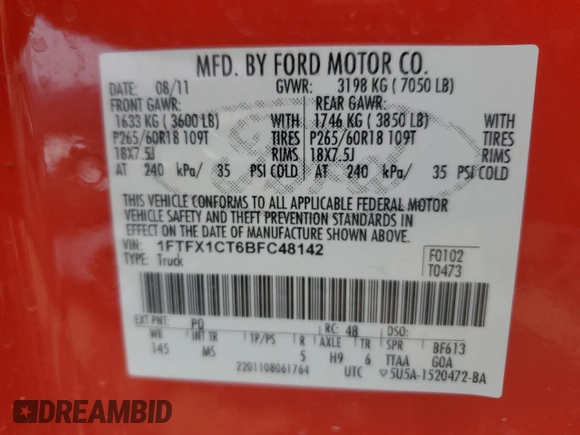 MFD. BY FORD MOTOR CO.
DATE: 08/11 GVWR: 3198 KG ( 7050 LB)
FRONT GAWR: REAR GAWR:
1633 KG ( 3600 LB) WITH 1746 KG ( 3850 LB) WITH
P265/60R18 109T TIRES P265/60R18 109T TIRES
18X7.5J RIMS 18X7.5J RIMS
AT 240 kPa/ 35 PSI COLD AT 240 kPa/ 35 PSI COLD
THIS VEHICLE CONFORMS TO ALL APPLICABLE FEDERAL MOTOR
VEHICLE SAFETY AND THEFT PREVENTION STANDARDS IN
EFFECT ON THE DATE OF MANUFACTURE SHOWN ABOVE.
VIN: 1FTFX1CT6BFC48142 F0102
TYPE: Truck T0473
EXT PNT: PQ RC: 48 DSO:
WB INT TR TP/PS R AXLE TR SPR BF613
145 MS 5 H9 6 TTAA GOA
2201108061764 UTC ▽5U5A-1520472-BA
Ford
DREAMBID